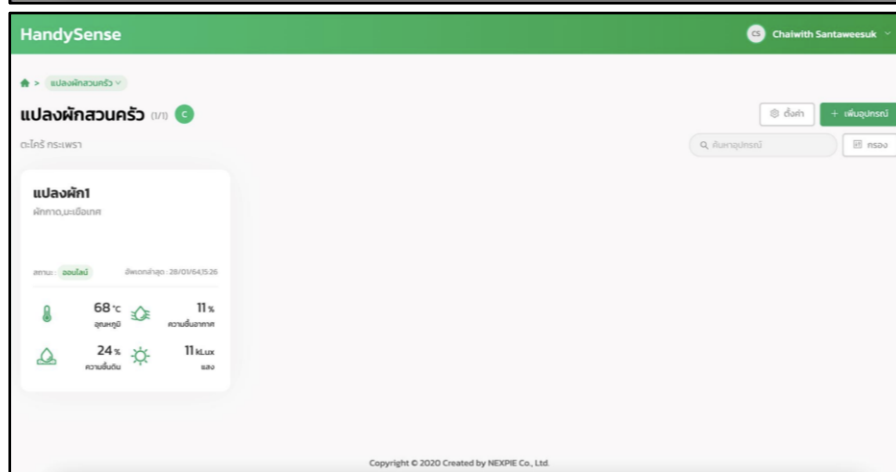 HandySense
CS Chaiwith Santaweesuk
> แปลงผักสวนครัว
แปลงผักสวนครัว (1/1) C
ตั้งค่า
+ เพิ่มอุปกรณ์
ตะไคร้ กระเพรา
ค้นหาอุปกรณ์
กรอง
แปลงผัก1
ผักกาด,มะเขือเทศ
สถานะ : ออนไลน์ อัพเดทล่าสุด : 28/01/64,15:26
68 °C 11 %
อุณหภูมิ ความชื้นอากาศ
24 % 11 kLux
ความชื้นดิน แสง
Copyright © 2020 Created by NEXPIE Co., Ltd.